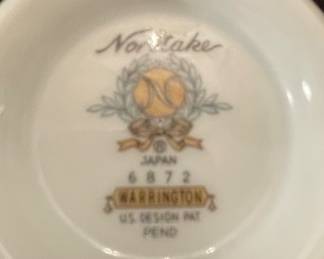 Noritake
N
®
JAPAN
6872
WARRINGTON
U.S. DESIGN PAT.
PEND